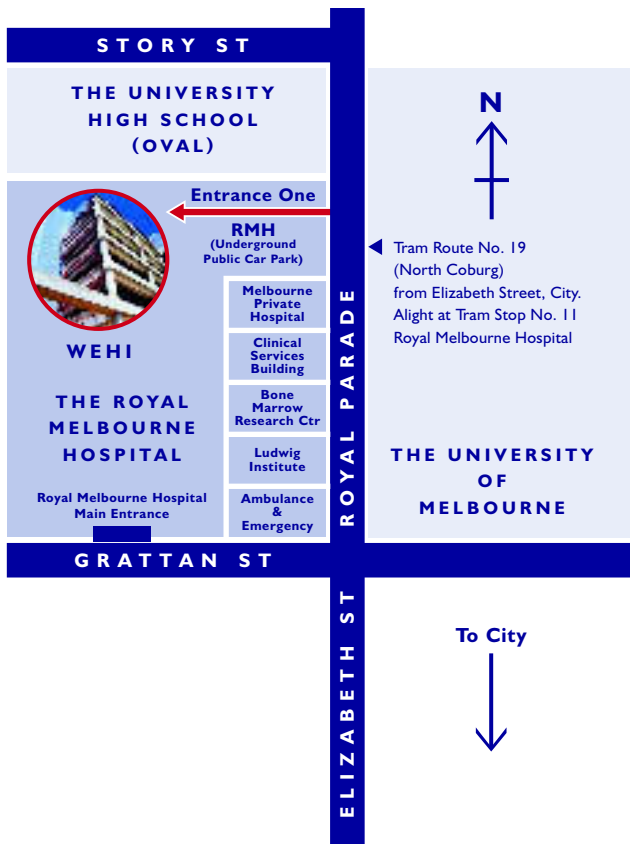 STORY ST
THE UNIVERSITY
HIGH SCHOOL
(OVAL)
N
Entrance One
RMH
(Underground
Public Car Park)
Tram Route No. 19
(North Coburg)
from Elizabeth Street, City.
Alight at Tram Stop No. 11
Royal Melbourne Hospital
WEHI
THE ROYAL
MELBOURNE
HOSPITAL
Royal Melbourne Hospital
Main Entrance
Melbourne
Private
Hospital
Clinical
Services
Building
Bone
Marrow
Research Ctr
Ludwig
Institute
Ambulance
&
Emergency
ROYAL PARADE
THE UNIVERSITY
OF
MELBOURNE
GRATTAN ST
ELIZABETH ST
To City